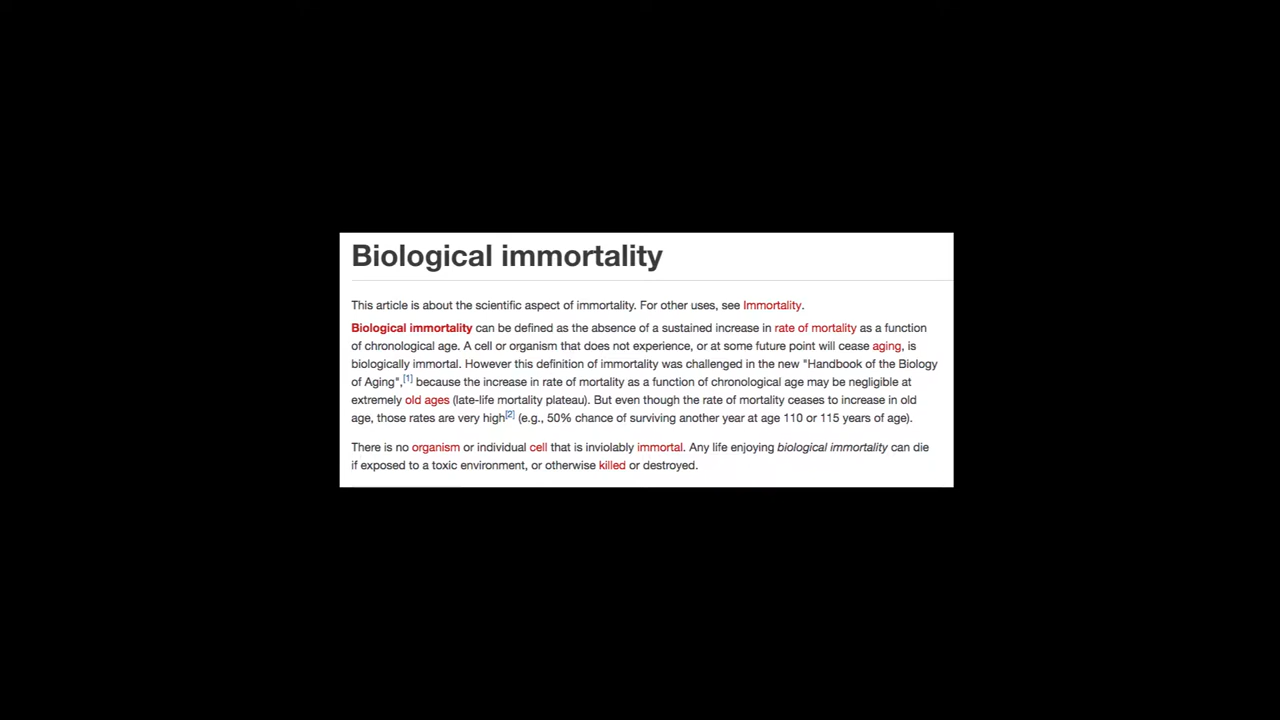 Biological immortality
This article is about the scientific aspect of immortality. For other uses, see Immortality.
Biological immortality can be defined as the absence of a sustained increase in rate of mortality as a function
of chronological age. A cell or organism that does not experience, or at some future point will cease aging, is
biologically immortal. However this definition of immortality was challenged in the new "Handbook of the Biology
of Aging",[1] because the increase in rate of mortality as a function of chronological age may be negligible at
extremely old ages (late-life mortality plateau). But even though the rate of mortality ceases to increase in old
age, those rates are very high[2] (e.g., 50% chance of surviving another year at age 110 or 115 years of age).
There is no organism or individual cell that is inviolably immortal. Any life enjoying biological immortality can die
if exposed to a toxic environment, or otherwise killed or destroyed.